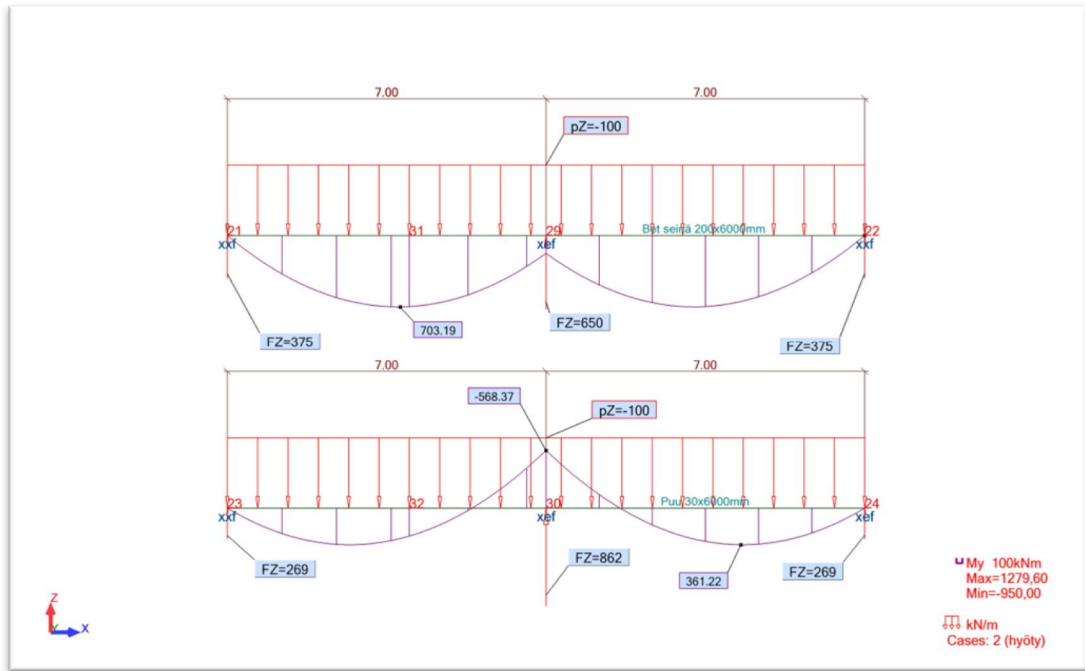 7.00 7.00
pZ=-100
21 31 29 Bet seinä 200x6000mm 22
xxf xef xxf
703.19
FZ=375 FZ=650 FZ=375
7.00 7.00
-568.37
pZ=-100
23 32 30 Puu 30x6000mm 24
xxf xef xef
FZ=269 FZ=862 FZ=269
361.22
My 100kNm
Max=1279,60
Min=-950,00
kN/m
Cases: 2 (hyöty)
Z
Y
X